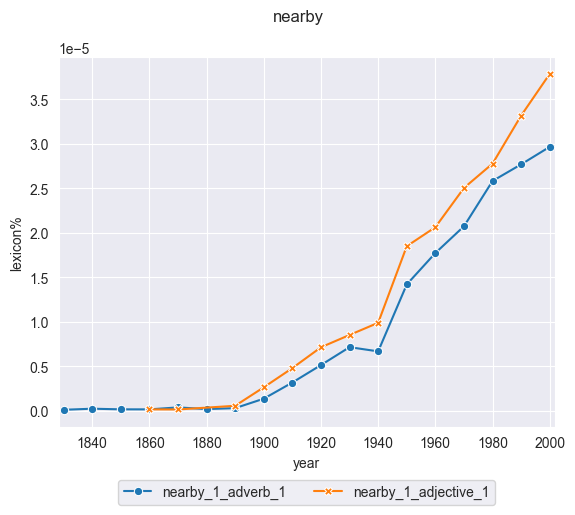 nearby
1e−5
3.5
3.0
2.5
2.0
1.5
1.0
0.5
0.0
lexicon%
1840 1860 1880 1900 1920 1940 1960 1980 2000
year
nearby_1_adverb_1 nearby_1_adjective_1